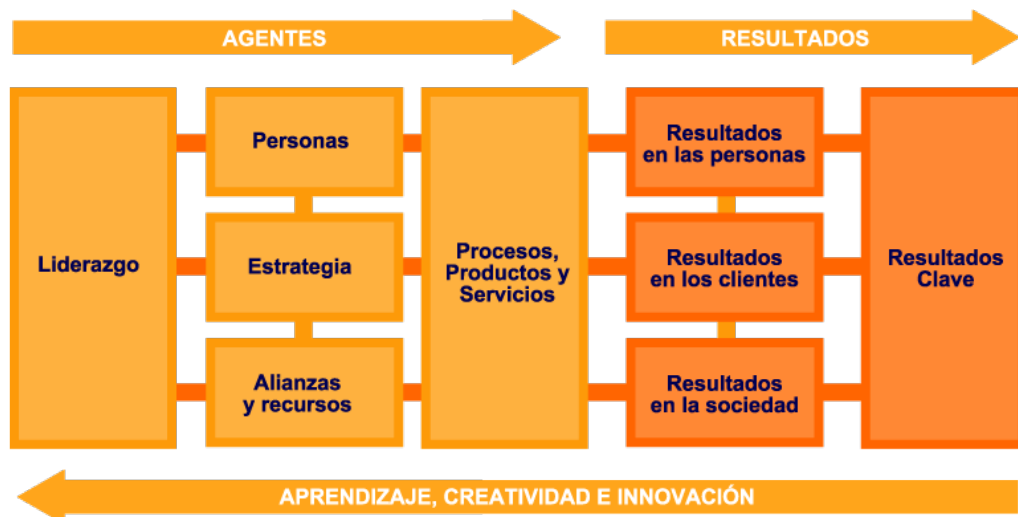 AGENTES
RESULTADOS
Liderazgo
Personas
Estrategia
Alianzas
y recursos
Procesos,
Productos y
Servicios
Resultados
en las personas
Resultados
en los clientes
Resultados
en la sociedad
Resultados
Clave
APRENDIZAJE, CREATIVIDAD E INNOVACIÓN